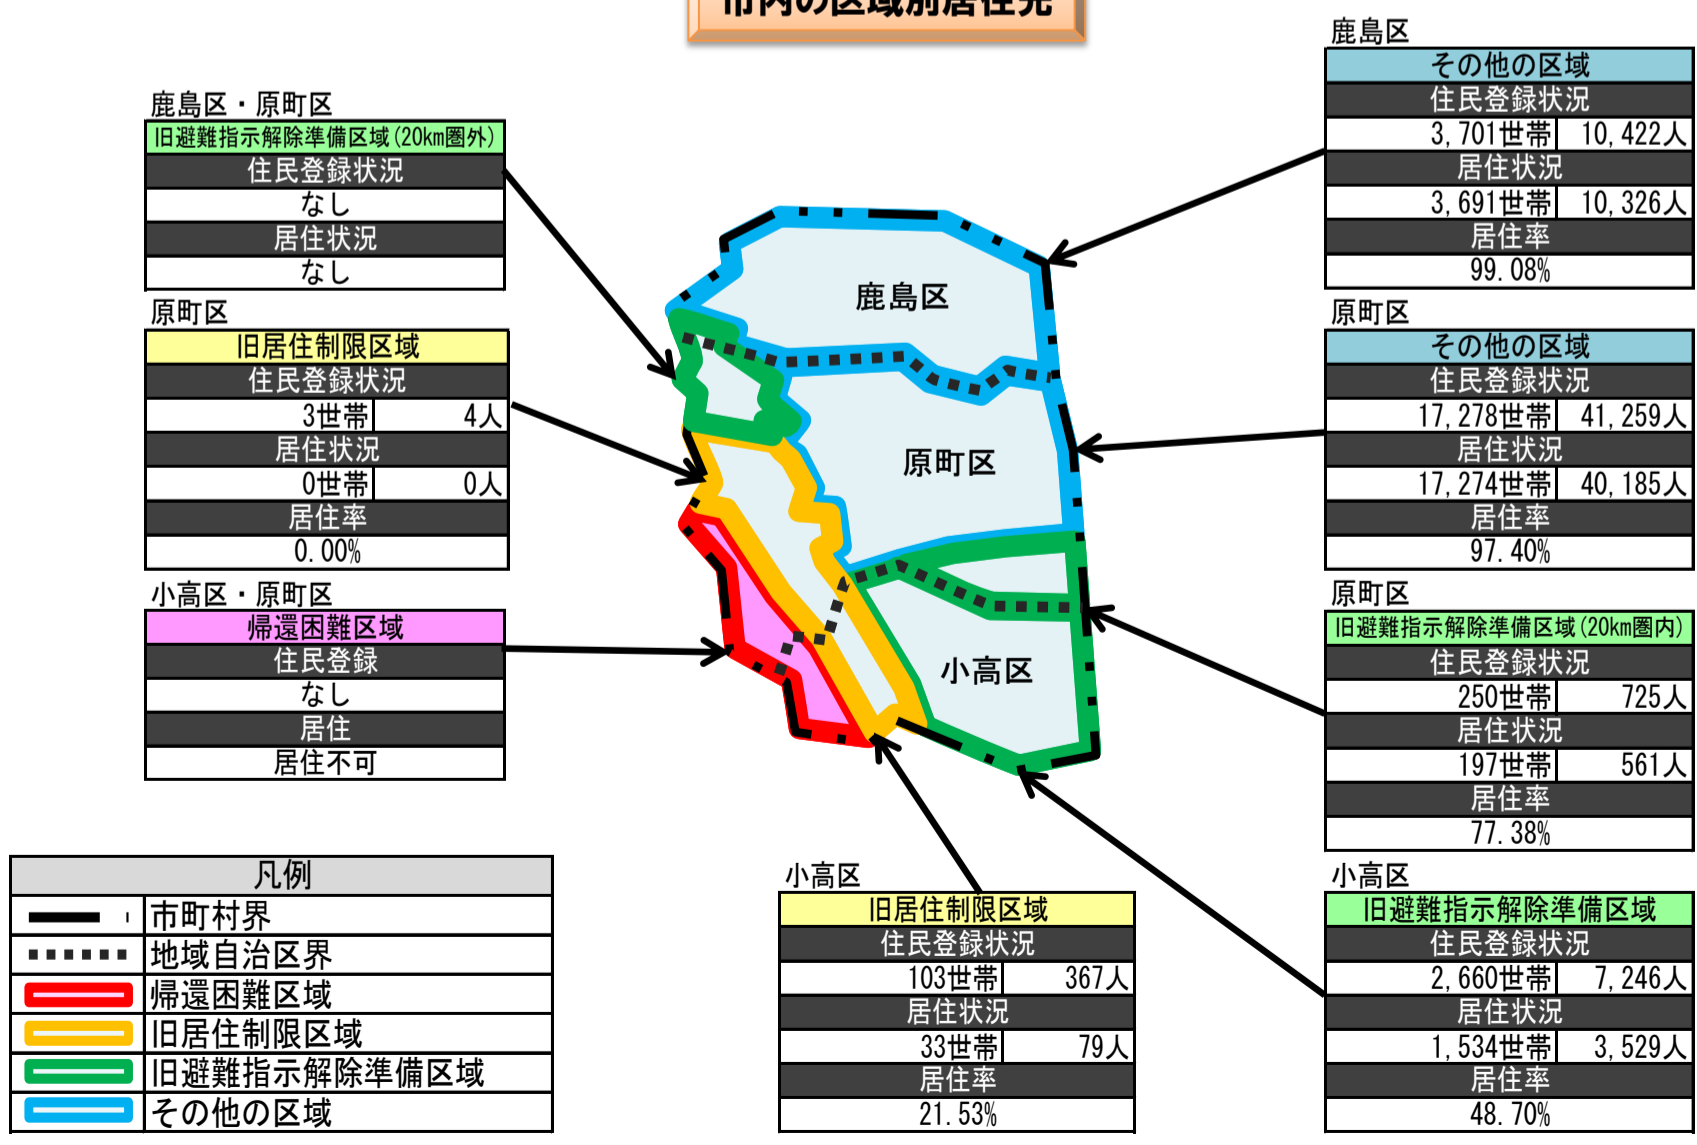 市内の区域別居住先
鹿島区・原町区
旧避難指示解除準備区域(20km圏外)
住民登録状況
なし
居住状況
なし
原町区
旧居住制限区域
住民登録状況
3世帯 4人
居住状況
0世帯 0人
居住率
0.00%
小高区・原町区
帰還困難区域
住民登録
なし
居住
居住不可
鹿島区
その他の区域
住民登録状況
3,701世帯 10,422人
居住状況
3,691世帯 10,326人
居住率
99.08%
原町区
その他の区域
住民登録状況
17,278世帯 41,259人
居住状況
17,274世帯 40,185人
居住率
97.40%
原町区
旧避難指示解除準備区域(20km圏内)
住民登録状況
250世帯 725人
居住状況
197世帯 561人
居住率
77.38%
小高区
旧避難指示解除準備区域
住民登録状況
2,660世帯 7,246人
居住状況
1,534世帯 3,529人
居住率
48.70%
小高区
旧居住制限区域
住民登録状況
103世帯 367人
居住状況
33世帯 79人
居住率
21.53%
鹿島区
原町区
小高区
凡例
市町村界
地域自治区界
帰還困難区域
旧居住制限区域
旧避難指示解除準備区域
その他の区域